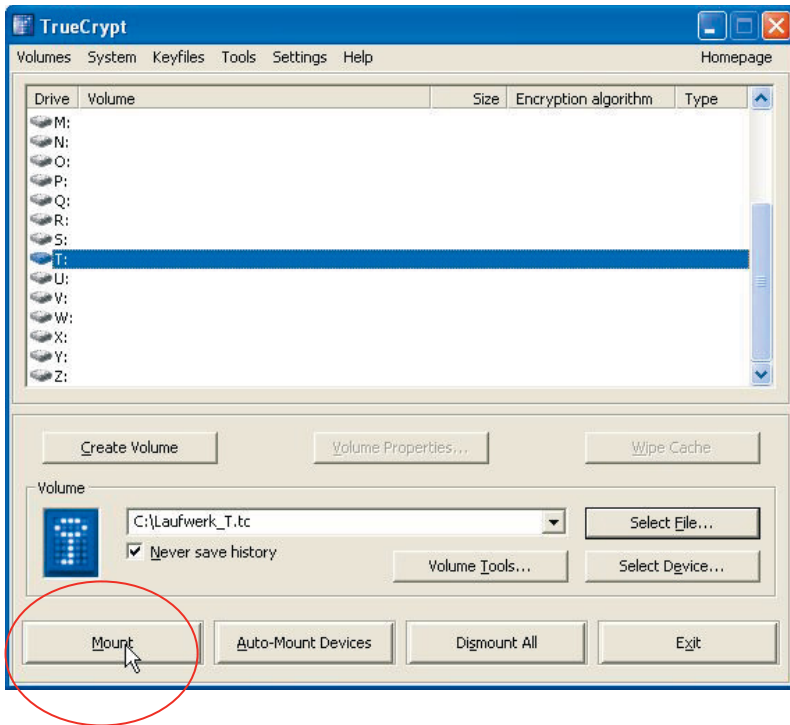 TrueCrypt
Volumes System Keyfiles Tools Settings Help Homepage
Drive Volume Size Encryption algorithm Type
M:
N:
O:
P:
Q:
R:
S:
T:
U:
V:
W:
X:
Y:
Z:
Create Volume Volume Properties... Wipe Cache
Volume
C:\Laufwerk_T.tc Select File...
Never save history Volume Tools... Select Device...
Mount Auto-Mount Devices Dismount All Exit